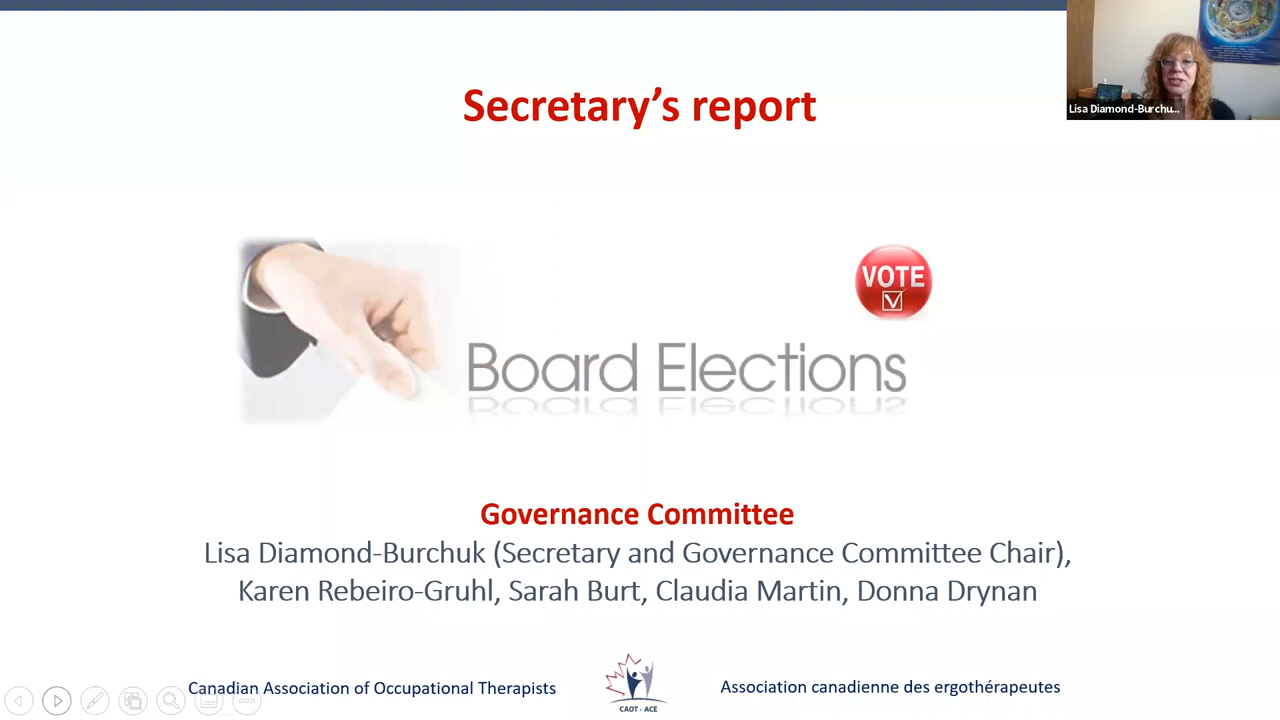 Secretary's report
Lisa Diamond-Burchu...
VOTE
Board Elections
Governance Committee
Lisa Diamond-Burchuk (Secretary and Governance Committee Chair),
Karen Rebeiro-Gruhl, Sarah Burt, Claudia Martin, Donna Drynan
Canadian Association of Occupational Therapists
CAOT - ACE
Association canadienne des ergothérapeutes